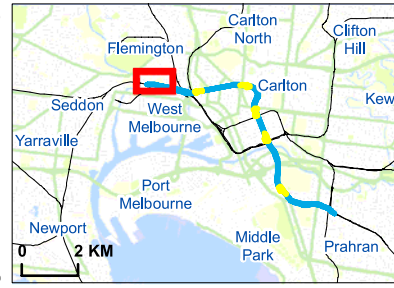 Carlton
North
Clifton
Hill
Flemington
Carlton
Seddon
Kew
West
Melbourne
Yarraville
Port
Melbourne
Newport
Middle
Park
Prahran
0 2 KM